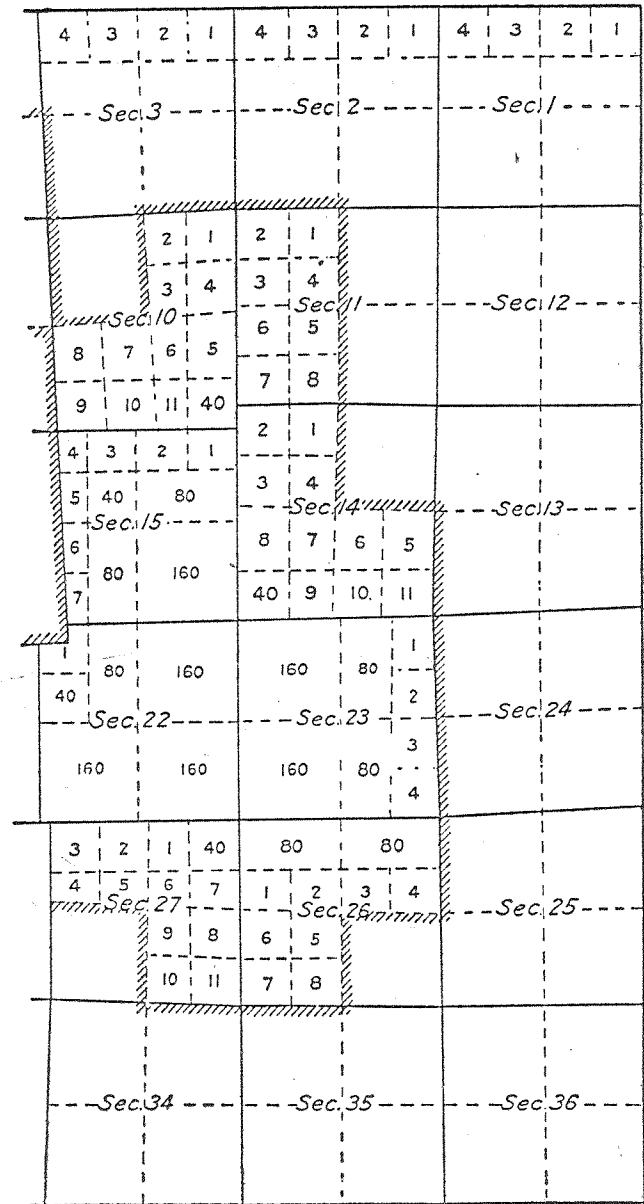 4 3 2 1 4 3 2 1 4 3 2 1
Sec. 3 Sec. 2 Sec. 1
2 1 2 1
3 4 3 4
Sec. 10 Sec. 11 Sec. 12
6 5
8 7 6 5
7 8
9 10 11 40
2 1
4 3 2 1
3 4
5 40 80
Sec. 15 Sec. 14 Sec. 13
6 8 7 6 5
80 160
7 40 9 10. 11
1 80 160 160 80 1
40 2
Sec. 22 Sec. 23 Sec. 24
3
160 160 160 80
4
3 2 1 40 80 80
4 5 6 7 1 2 3 4
Sec. 27 Sec. 26 Sec. 25
9 8 6 5
10 11 7 8
Sec. 34 Sec. 35 Sec. 36